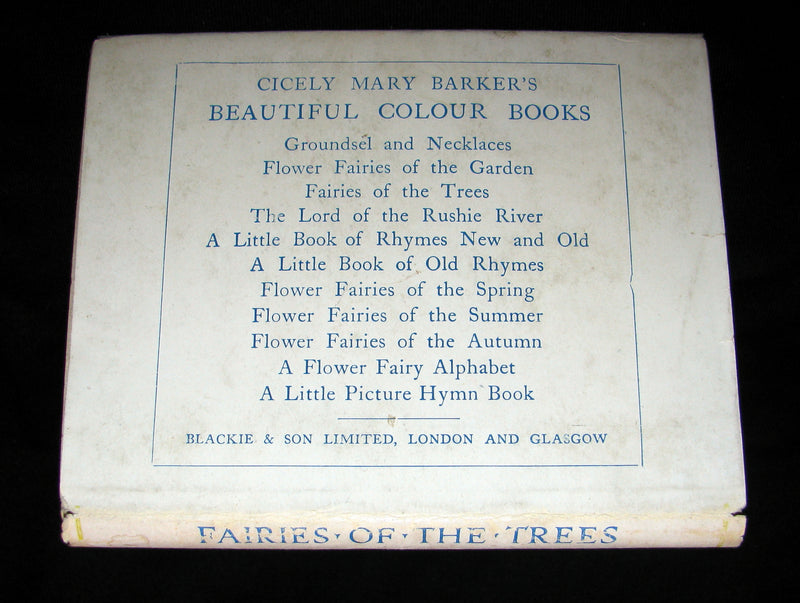 CICELY MARY BARKER'S
BEAUTIFUL COLOUR BOOKS
Groundsel and Necklaces
Flower Fairies of the Garden
Fairies of the Trees
The Lord of the Rushie River
A Little Book of Rhymes New and Old
A Little Book of Old Rhymes
Flower Fairies of the Spring
Flower Fairies of the Summer
Flower Fairies of the Autumn
A Flower Fairy Alphabet
A Little Picture Hymn Book
BLACKIE & SON LIMITED, LONDON AND GLASGOW
FAIRIES·OF·THE·TREES